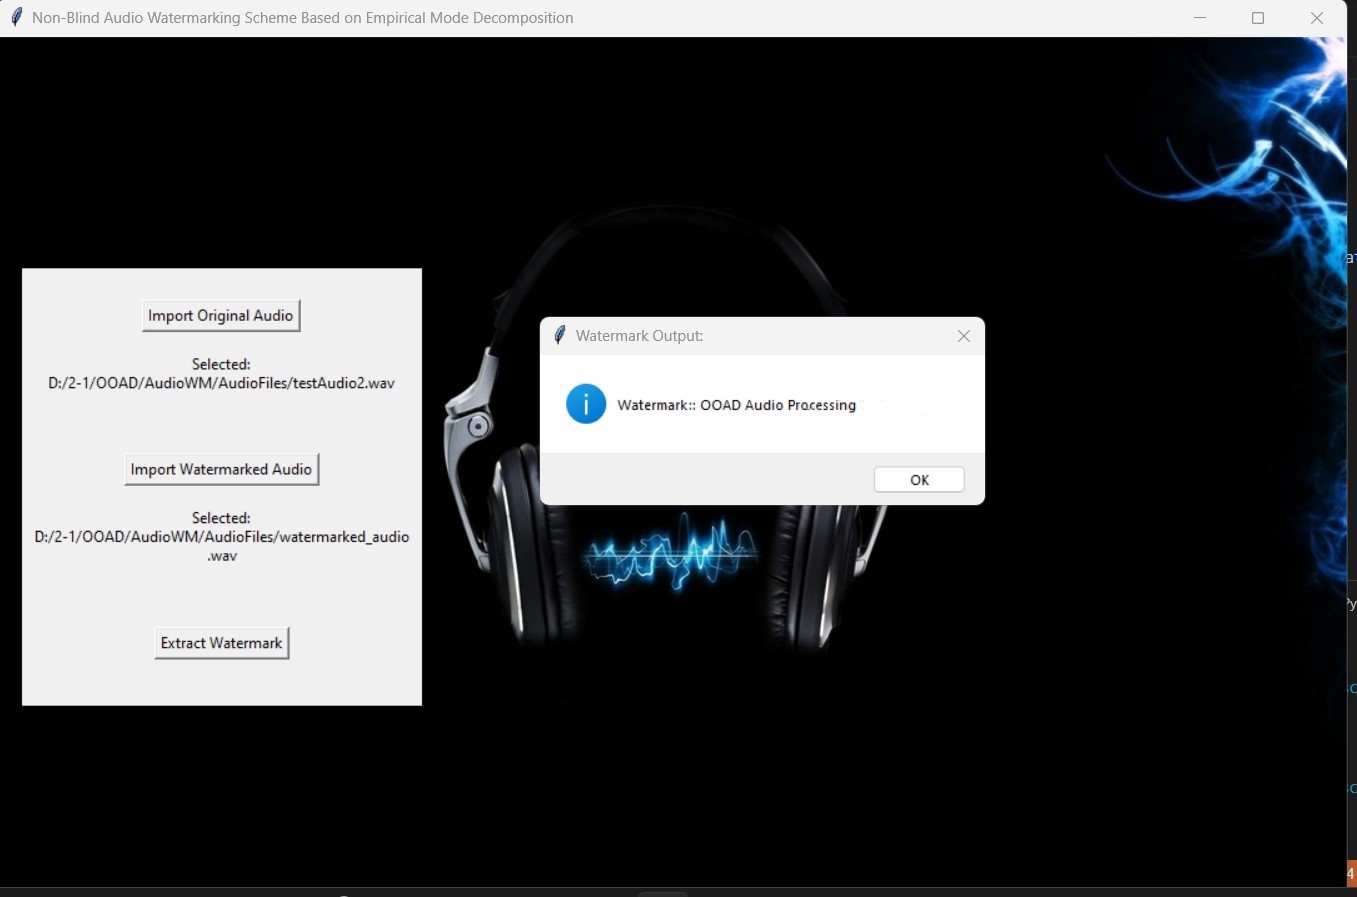 Non-Blind Audio Watermarking Scheme Based on Empirical Mode Decomposition
Import Original Audio
Selected:
D:/2-1/OOAD/AudioWM/AudioFiles/testAudio2.wav
Import Watermarked Audio
Selected:
D:/2-1/OOAD/AudioWM/AudioFiles/watermarked_audio
.wav
Extract Watermark
Watermark Output:
Watermark:: OOAD Audio Processing
OK
4